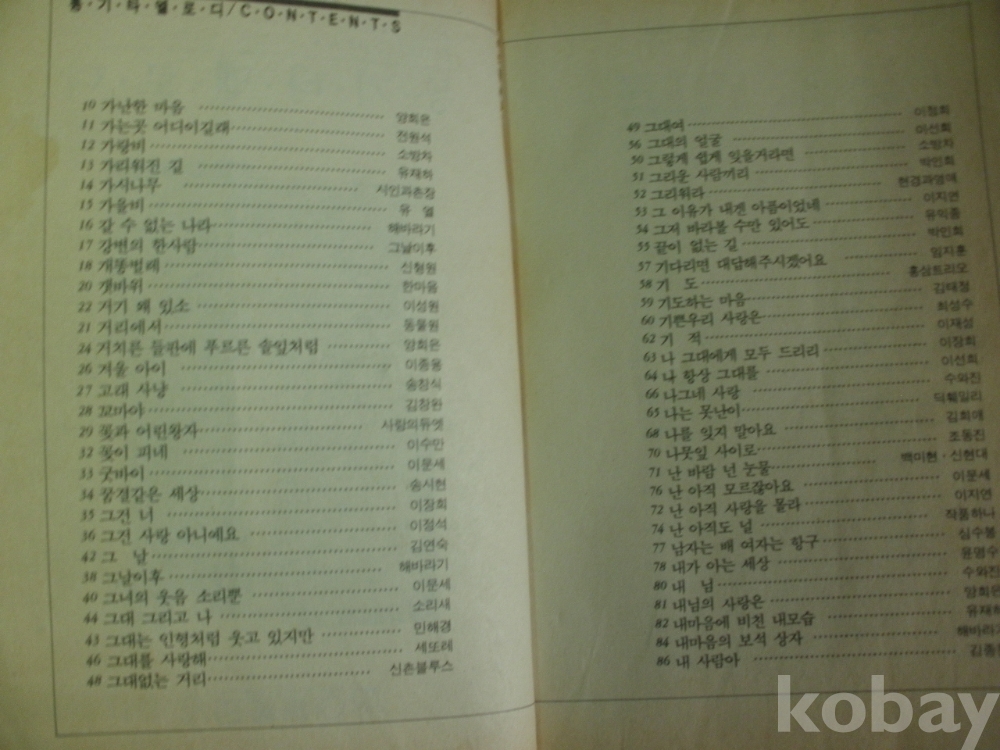 통·기·타·멜·로·디/C·O·N·T·E·N·T·S
10 가난한 마음 양희은
11 가는곳 어디이길래 전원석
12 가랑비 소방차
13 가리워진 길 유재하
14 가시나무 시인과촌장
15 가을비 유 열
16 갈 수 없는 나라 해바라기
17 강변의 한사람 그날이후
18 개똥벌레 신형원
20 갯바위 한마음
22 거기 왜 있소 이성원
21 거리에서 동물원
24 거치른 들판에 푸르른 솔잎처럼 양희은
26 겨울 아이 이종용
27 고래 사냥 송창식
28 꼬마야 김창완
29 꽃과 어린왕자 사랑의듀엣
32 꽃이 피네 이수만
33 굿바이 이문세
34 꿈결같은 세상 송시현
35 그건 너 이장희
36 그건 사랑 아니예요 이정석
42 그 날 김연숙
38 그날이후 해바라기
40 그녀의 웃음 소리뿐 이문세
44 그대 그리고 나 소리새
43 그대는 인형처럼 웃고 있지만 민해경
46 그대를 사랑해 세또래
48 그대없는 거리 신촌블루스
49 그대여 이정희
56 그대의 얼굴 이선희
50 그렇게 쉽게 잊을거라면 소방차
51 그리운 사람끼리 박인희
52 그리워라 현경과영애
53 그 이유가 내겐 아픔이었네 이지연
54 그저 바라볼 수만 있어도 유익종
55 끝이 없는 길 박인희
57 기다리면 대답해주시겠어요 임지훈
58 기 도 홍삼트리오
59 기도하는 마음 김태정
60 기쁜우리 사랑은 최성수
62 기 적 이재성
63 나 그대에게 모두 드리리 이장희
64 나 항상 그대를 이선희
66 나그네 사랑 수와진
65 나는 못난이 딕훼밀리
68 나를 잊지 말아요 김희애
70 나뭇잎 사이로 조동진
71 난 바람 넌 눈물 백미현·신현대
76 난 아직 모르잖아요 이문세
72 난 아직 사랑을 몰라 이지연
74 난 아직도 널 작품하나
77 남자는 배 여자는 항구 심수봉
78 내가 아는 세상 윤명수
80 내 님 수와진
81 내님의 사랑은 양희은
82 내마음에 비친 내모습 유재하
84 내마음의 보석 상자 해바라기
86 내 사람아
kobay